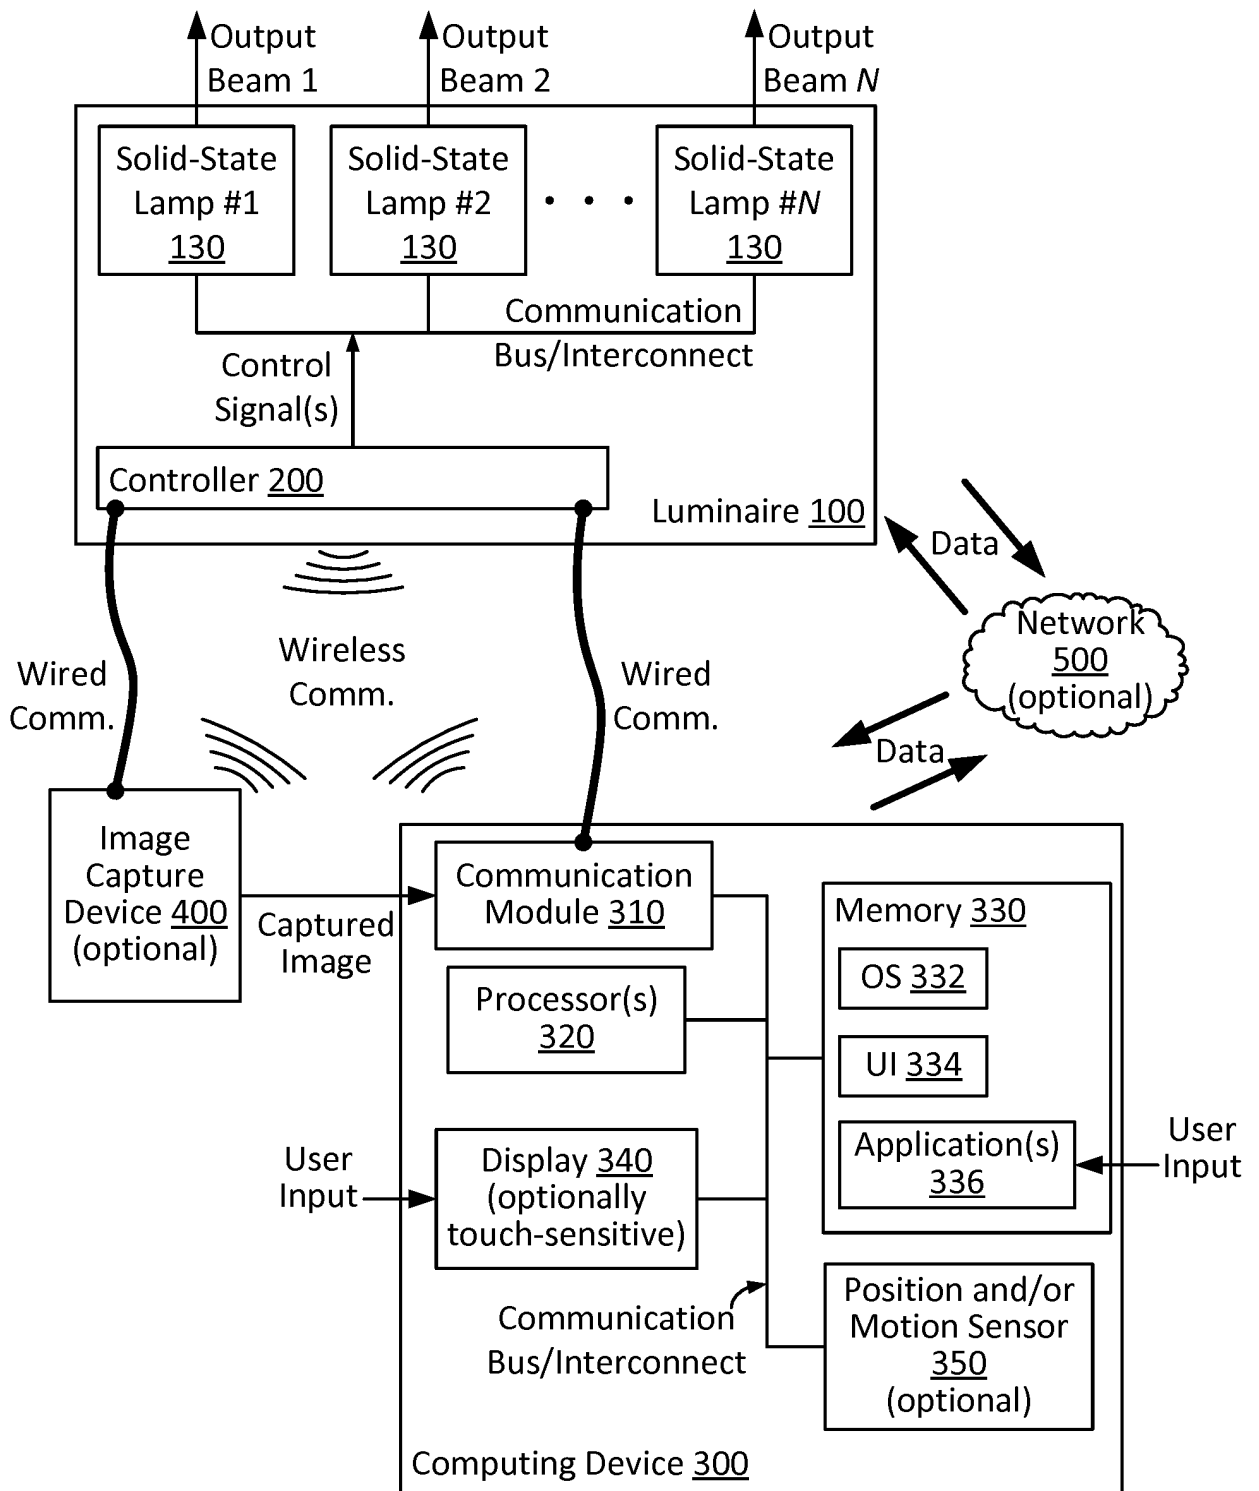 Output
Beam 1
Output
Beam 2
Output
Beam N
Solid-State
Lamp #1
130
Solid-State
Lamp #2
130
. . .
Solid-State
Lamp #N
130
Communication
Bus/Interconnect
Control
Signal(s)
Controller 200
Luminaire 100
Data
Network
500
(optional)
Data
Wireless
Comm.
Wired
Comm.
Wired
Comm.
Image
Capture
Device 400
(optional)
Captured
Image
Communication
Module 310
Processor(s)
320
Memory 330
OS 332
UI 334
Application(s)
336
User
Input
User
Input
Display 340
(optionally
touch-sensitive)
Communication
Bus/Interconnect
Position and/or
Motion Sensor
350
(optional)
Computing Device 300